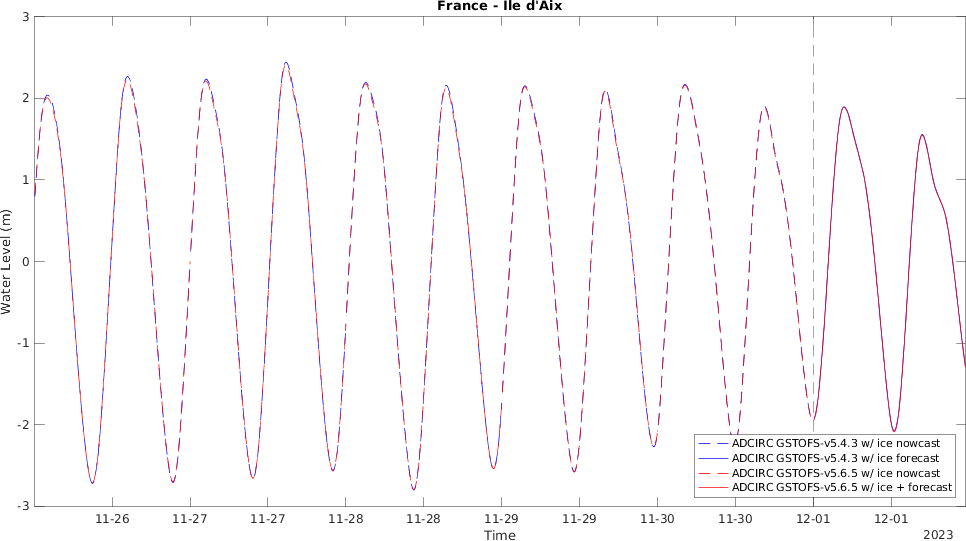 France - Ile d'Aix
3
2
1
0
-1
-2
-3
Water Level (m)
11-26
11-27
11-27
11-28
11-28
11-29
11-29
11-30
11-30
12-01
12-01
Time
2023
ADCIRC GSTOFS-v5.4.3 w/ ice nowcast
ADCIRC GSTOFS-v5.4.3 w/ ice forecast
ADCIRC GSTOFS-v5.6.5 w/ ice nowcast
ADCIRC GSTOFS-v5.6.5 w/ ice + forecast